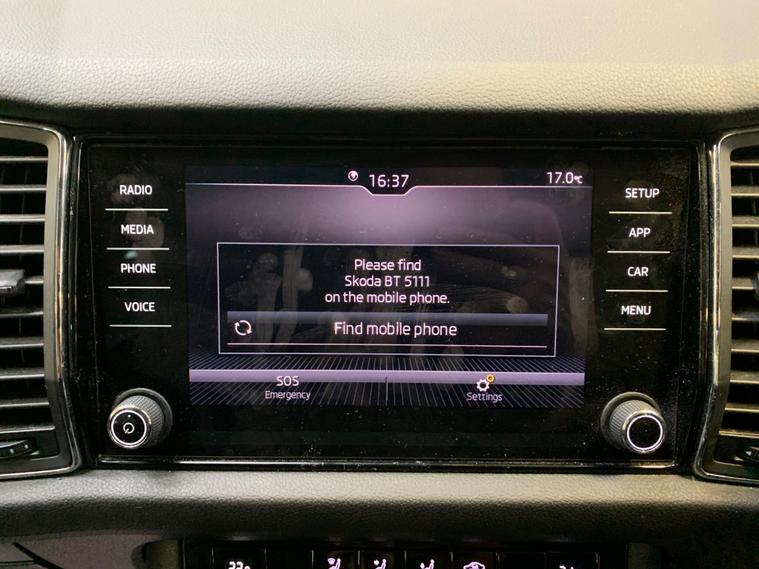 16:37
17.0°C
RADIO
MEDIA
PHONE
VOICE
Please find
Skoda BT 5111
on the mobile phone.
Find mobile phone
SOS
Emergency
Settings
SETUP
APP
CAR
MENU